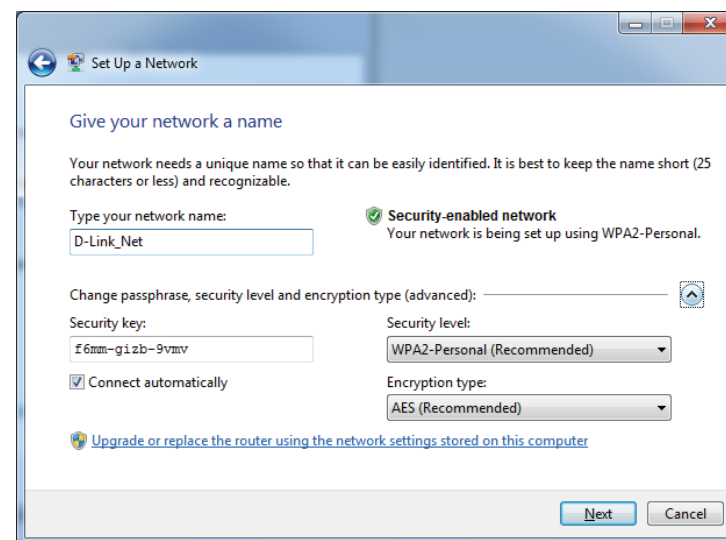 Set Up a Network
Give your network a name
Your network needs a unique name so that it can be easily identified. It is best to keep the name short (25
characters or less) and recognizable.
Type your network name:
D-Link_Net
Security-enabled network
Your network is being set up using WPA2-Personal.
Change passphrase, security level and encryption type (advanced):
Security key:
f6mm-gizb-9vmv
Security level:
WPA2-Personal (Recommended)
Connect automatically
Encryption type:
AES (Recommended)
Upgrade or replace the router using the network settings stored on this computer
Next
Cancel